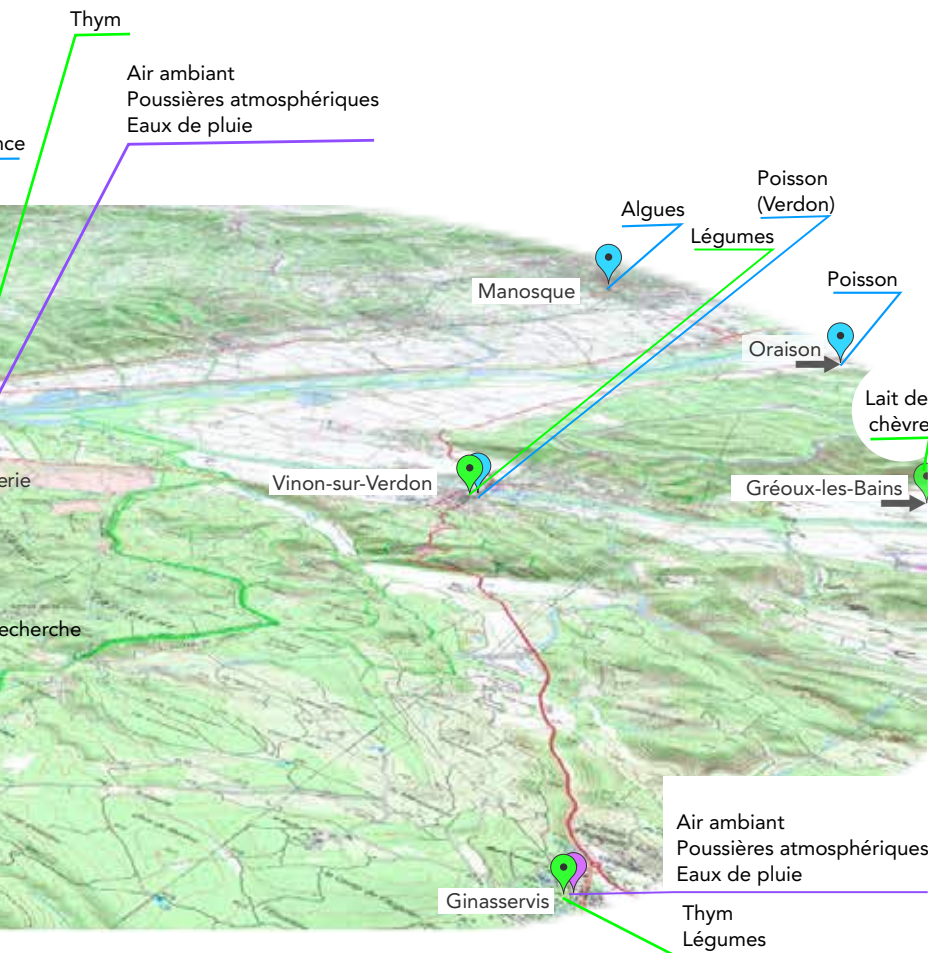 Thym
Air ambiant
Poussières atmosphériques
Eaux de pluie
nce
Poisson
(Verdon)
Algues
Légumes
Manosque
Poisson
Oraison
Lait de
chèvre
erie
Vinon-sur-Verdon
Gréoux-les-Bains
echerche
Air ambiant
Poussières atmosphériques
Eaux de pluie
Ginasservis
Thym
Légumes